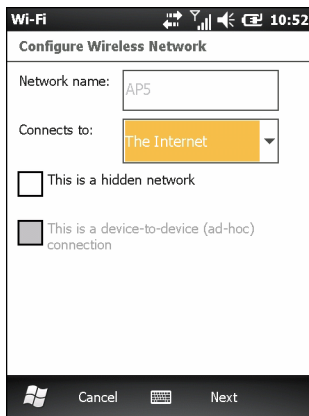 Wi-Fi 10:52
Configure Wireless Network
Network name: AP5
Connects to: The Internet
This is a hidden network
This is a device-to-device (ad-hoc)
connection
Cancel Next